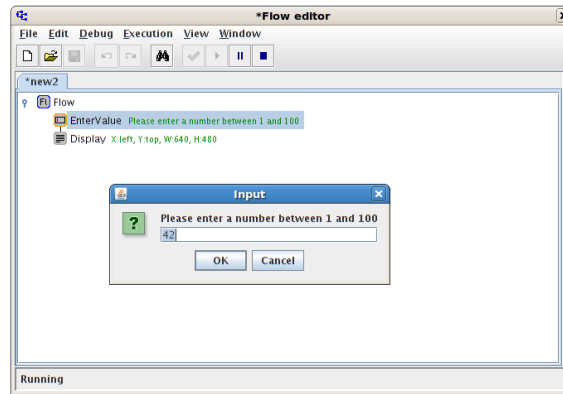 *Flow editor
File Edit Debug Execution View Window
*new2
Fl Flow
EnterValue Please enter a number between 1 and 100
Display X:left, Y:top, W:640, H:480
Input
Please enter a number between 1 and 100
42
OK Cancel
Running